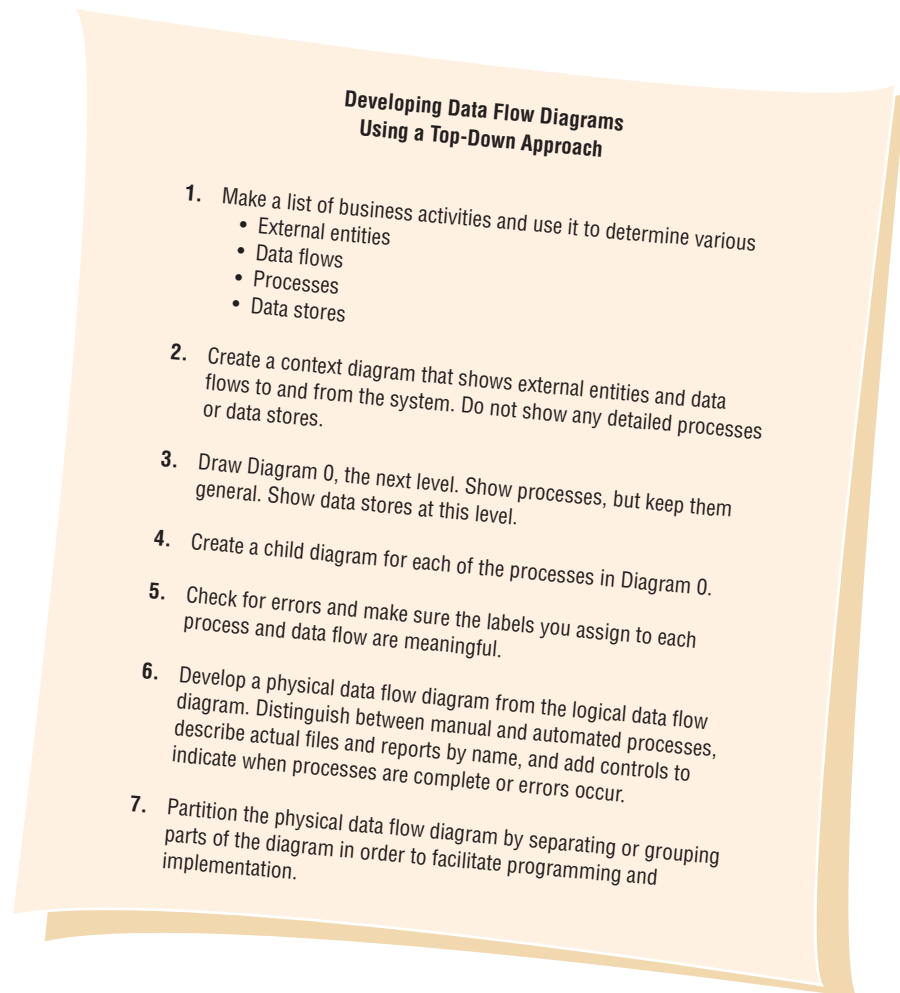 Developing Data Flow Diagrams
Using a Top-Down Approach
1. Make a list of business activities and use it to determine various
• External entities
• Data flows
• Processes
• Data stores
2. Create a context diagram that shows external entities and data
flows to and from the system. Do not show any detailed processes
or data stores.
3. Draw Diagram 0, the next level. Show processes, but keep them
general. Show data stores at this level.
4. Create a child diagram for each of the processes in Diagram 0.
5. Check for errors and make sure the labels you assign to each
process and data flow are meaningful.
6. Develop a physical data flow diagram from the logical data flow
diagram. Distinguish between manual and automated processes,
describe actual files and reports by name, and add controls to
indicate when processes are complete or errors occur.
7. Partition the physical data flow diagram by separating or grouping
parts of the diagram in order to facilitate programming and
implementation.